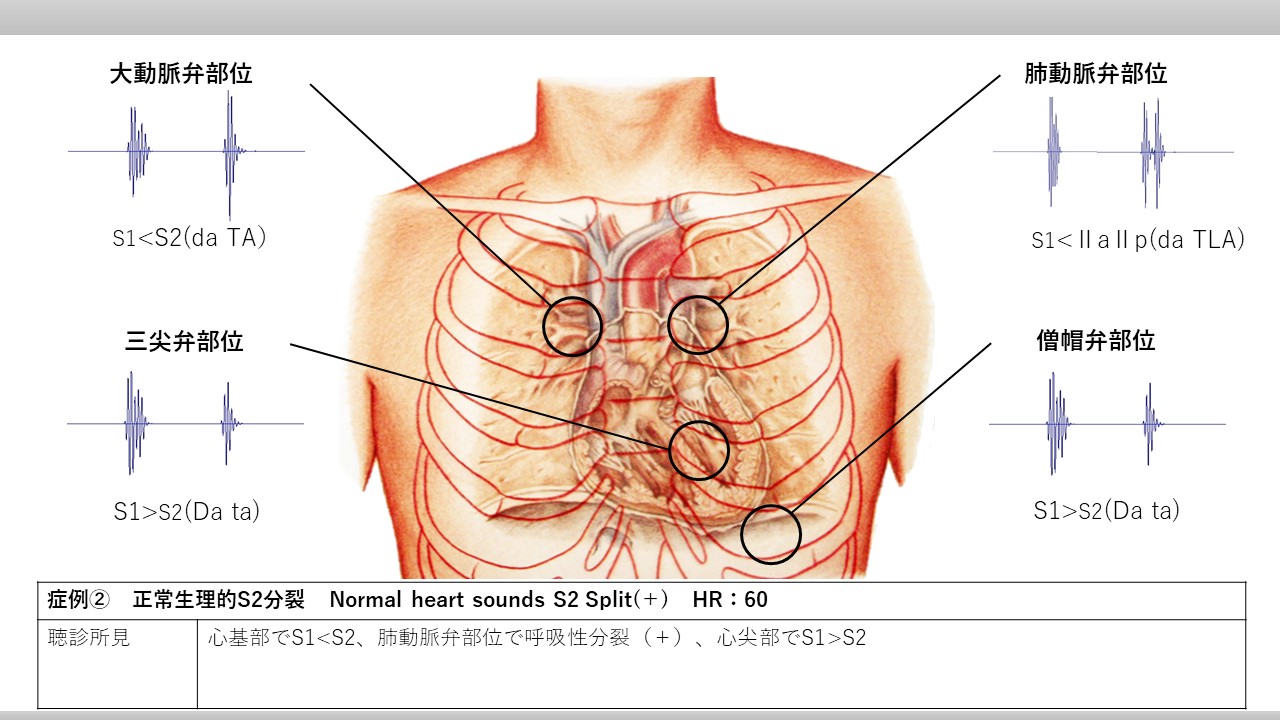 大動脈弁部位
肺動脈弁部位
S1<S2(da TA)
S1<ⅡaⅡp(da TLA)
三尖弁部位
僧帽弁部位
S1>S2(Da ta)
S1>S2(Da ta)
症例② 正常生理的S2分裂 Normal heart sounds S2 Split(+) HR：60
聴診所見
心基部でS1<S2、肺動脈弁部位で呼吸性分裂（+）、心尖部でS1>S2